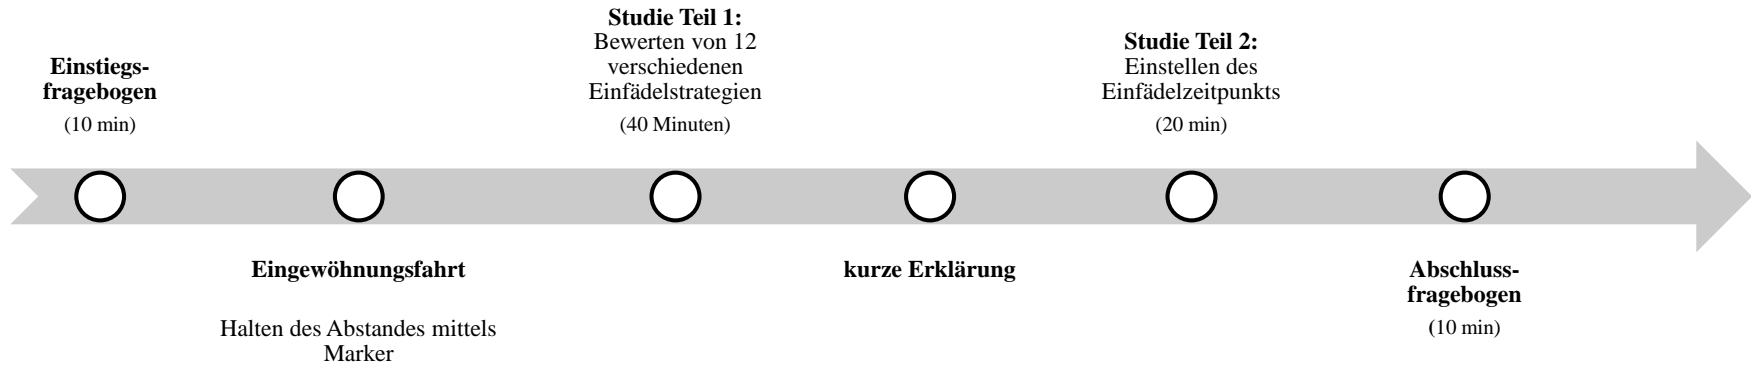 Einstiegs-
fragebogen
(10 min)
Eingewöhnungsfahrt
Halten des Abstandes mittels
Marker
Studie Teil 1:
Bewerten von 12
verschiedenen
Einfädelstrategien
(40 Minuten)
kurze Erklärung
Studie Teil 2:
Einstellen des
Einfädelzeitpunkts
(20 min)
Abschluss-
fragebogen
(10 min)